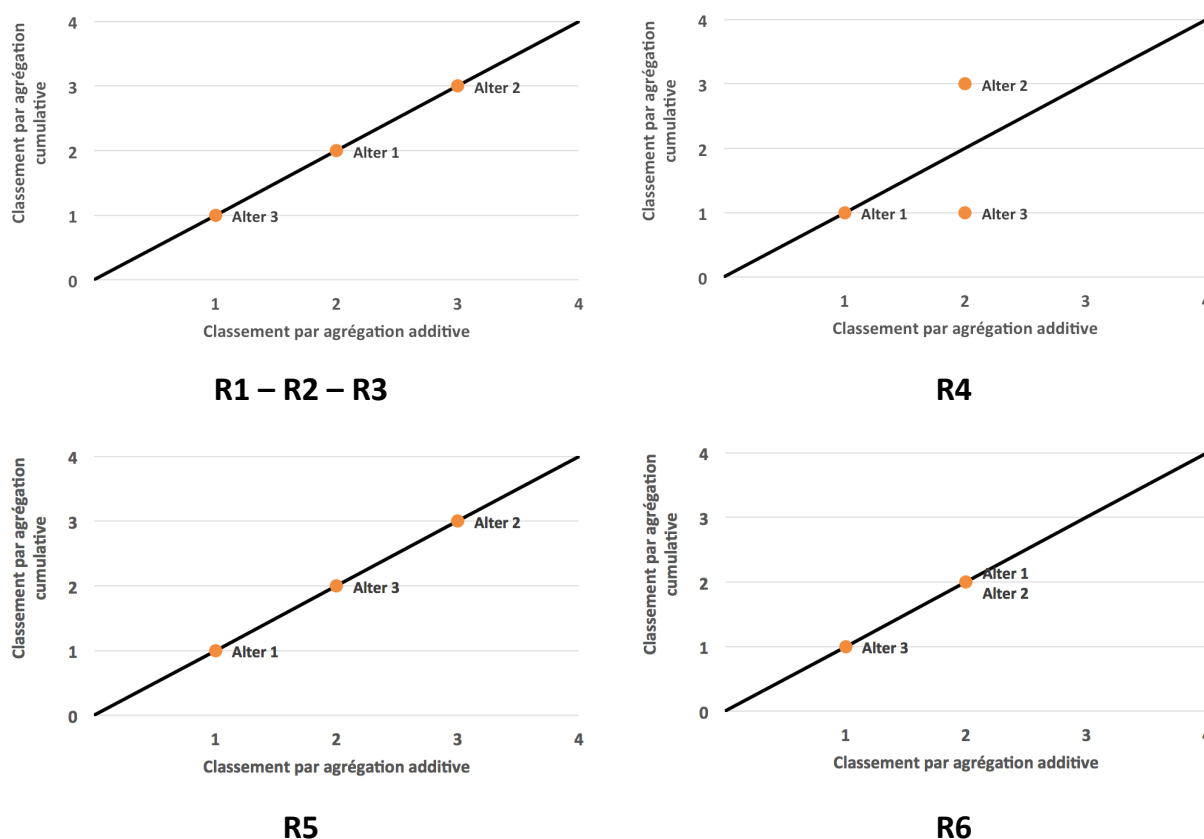 Classement par agrégation
cumulative
4
3
2
1
0
Alter 2
Alter 1
Alter 3
1
2
3
4
Classement par agrégation additive
R1 – R2 – R3
Classement par agrégation
cumulative
4
3
2
1
0
Alter 2
Alter 1
Alter 3
1
2
3
4
Classement par agrégation additive
R4
Classement par agrégation
cumulative
4
3
2
1
0
Alter 2
Alter 3
Alter 1
1
2
3
4
Classement par agrégation additive
R5
Classement par agrégation
cumulative
4
3
2
1
0
Alter 1
Alter 2
Alter 3
1
2
3
4
Classement par agrégation additive
R6